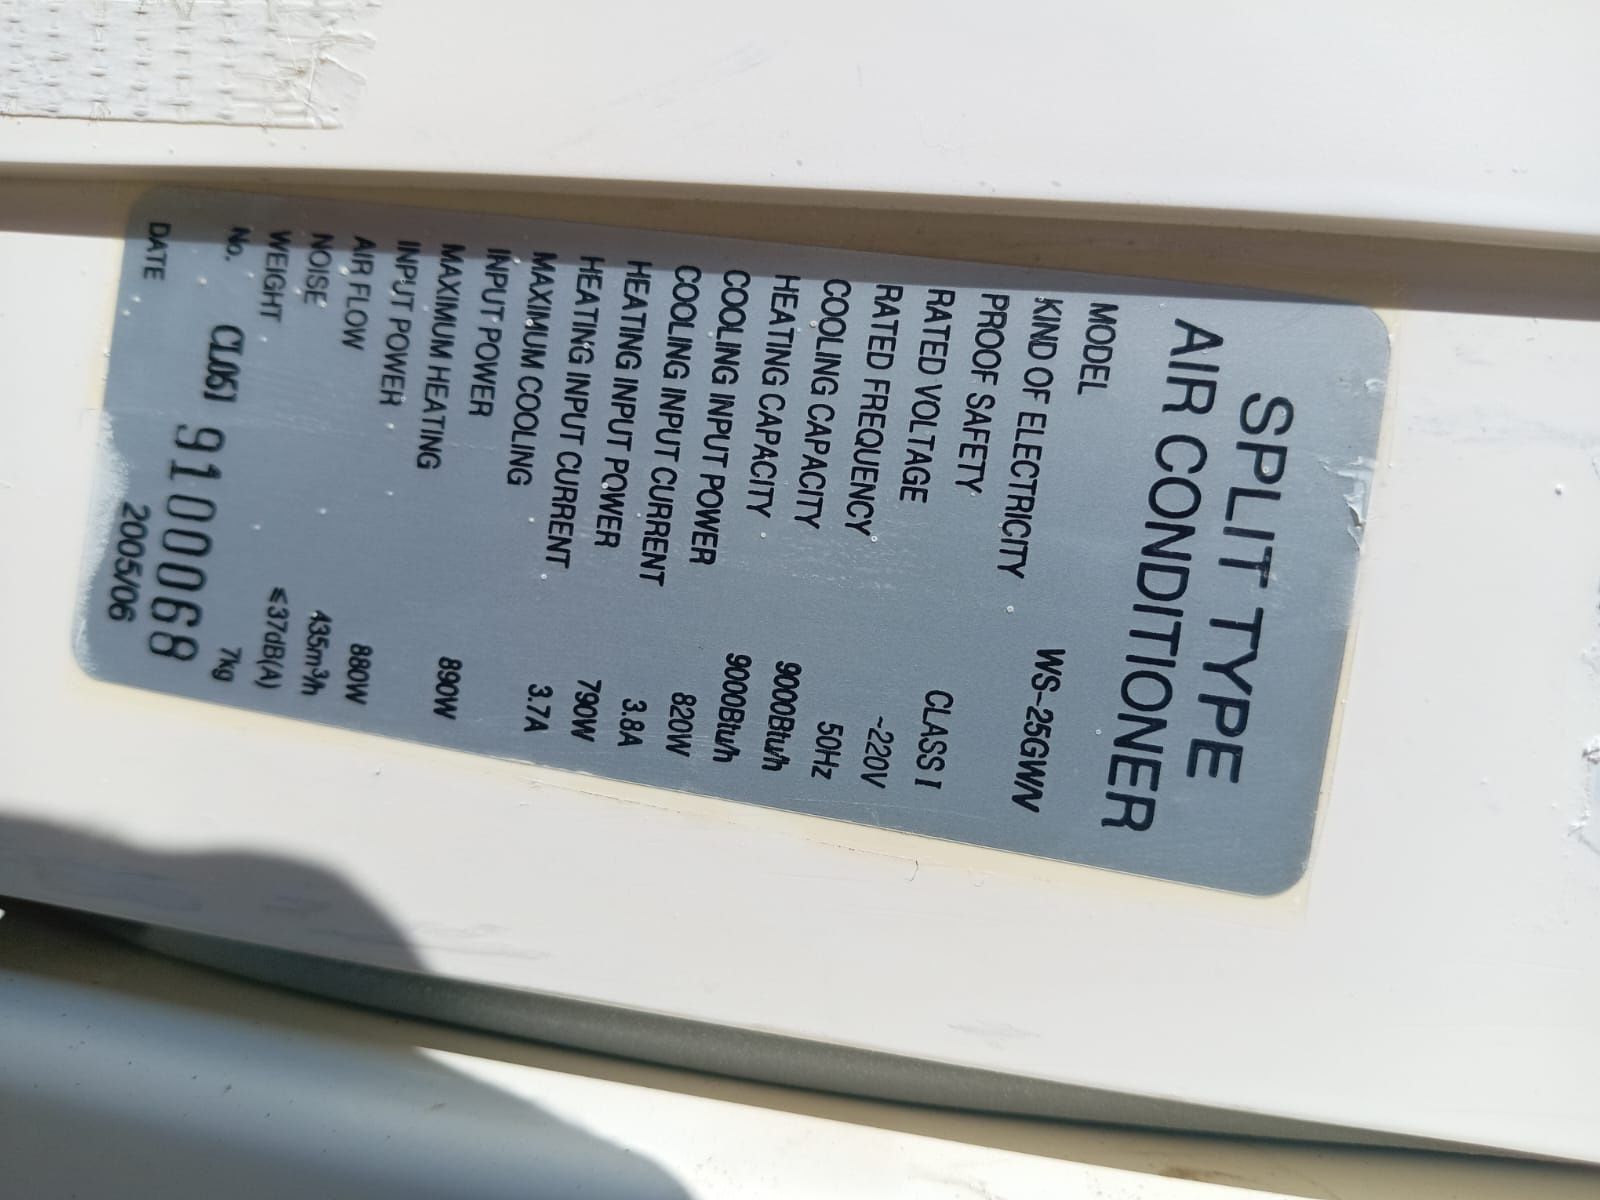 SPLIT TYPE
AIR CONDITIONER
MODEL WS-25GWN
KIND OF ELECTRICITY
PROOF SAFETY CLASS I
RATED VOLTAGE ~220V
RATED FREQUENCY 50Hz
COOLING CAPACITY 9000Btu/h
HEATING CAPACITY 9000Btu/h
COOLING INPUT POWER 820W
COOLING INPUT CURRENT 3.8A
HEATING INPUT POWER 790W
HEATING INPUT CURRENT 3.7A
MAXIMUM COOLING
INPUT POWER 890W
MAXIMUM HEATING
INPUT POWER 880W
AIR FLOW 435m³/h
NOISE ≤37dB(A)
WEIGHT 7kg
No. CL051 9100068
DATE 2005/06